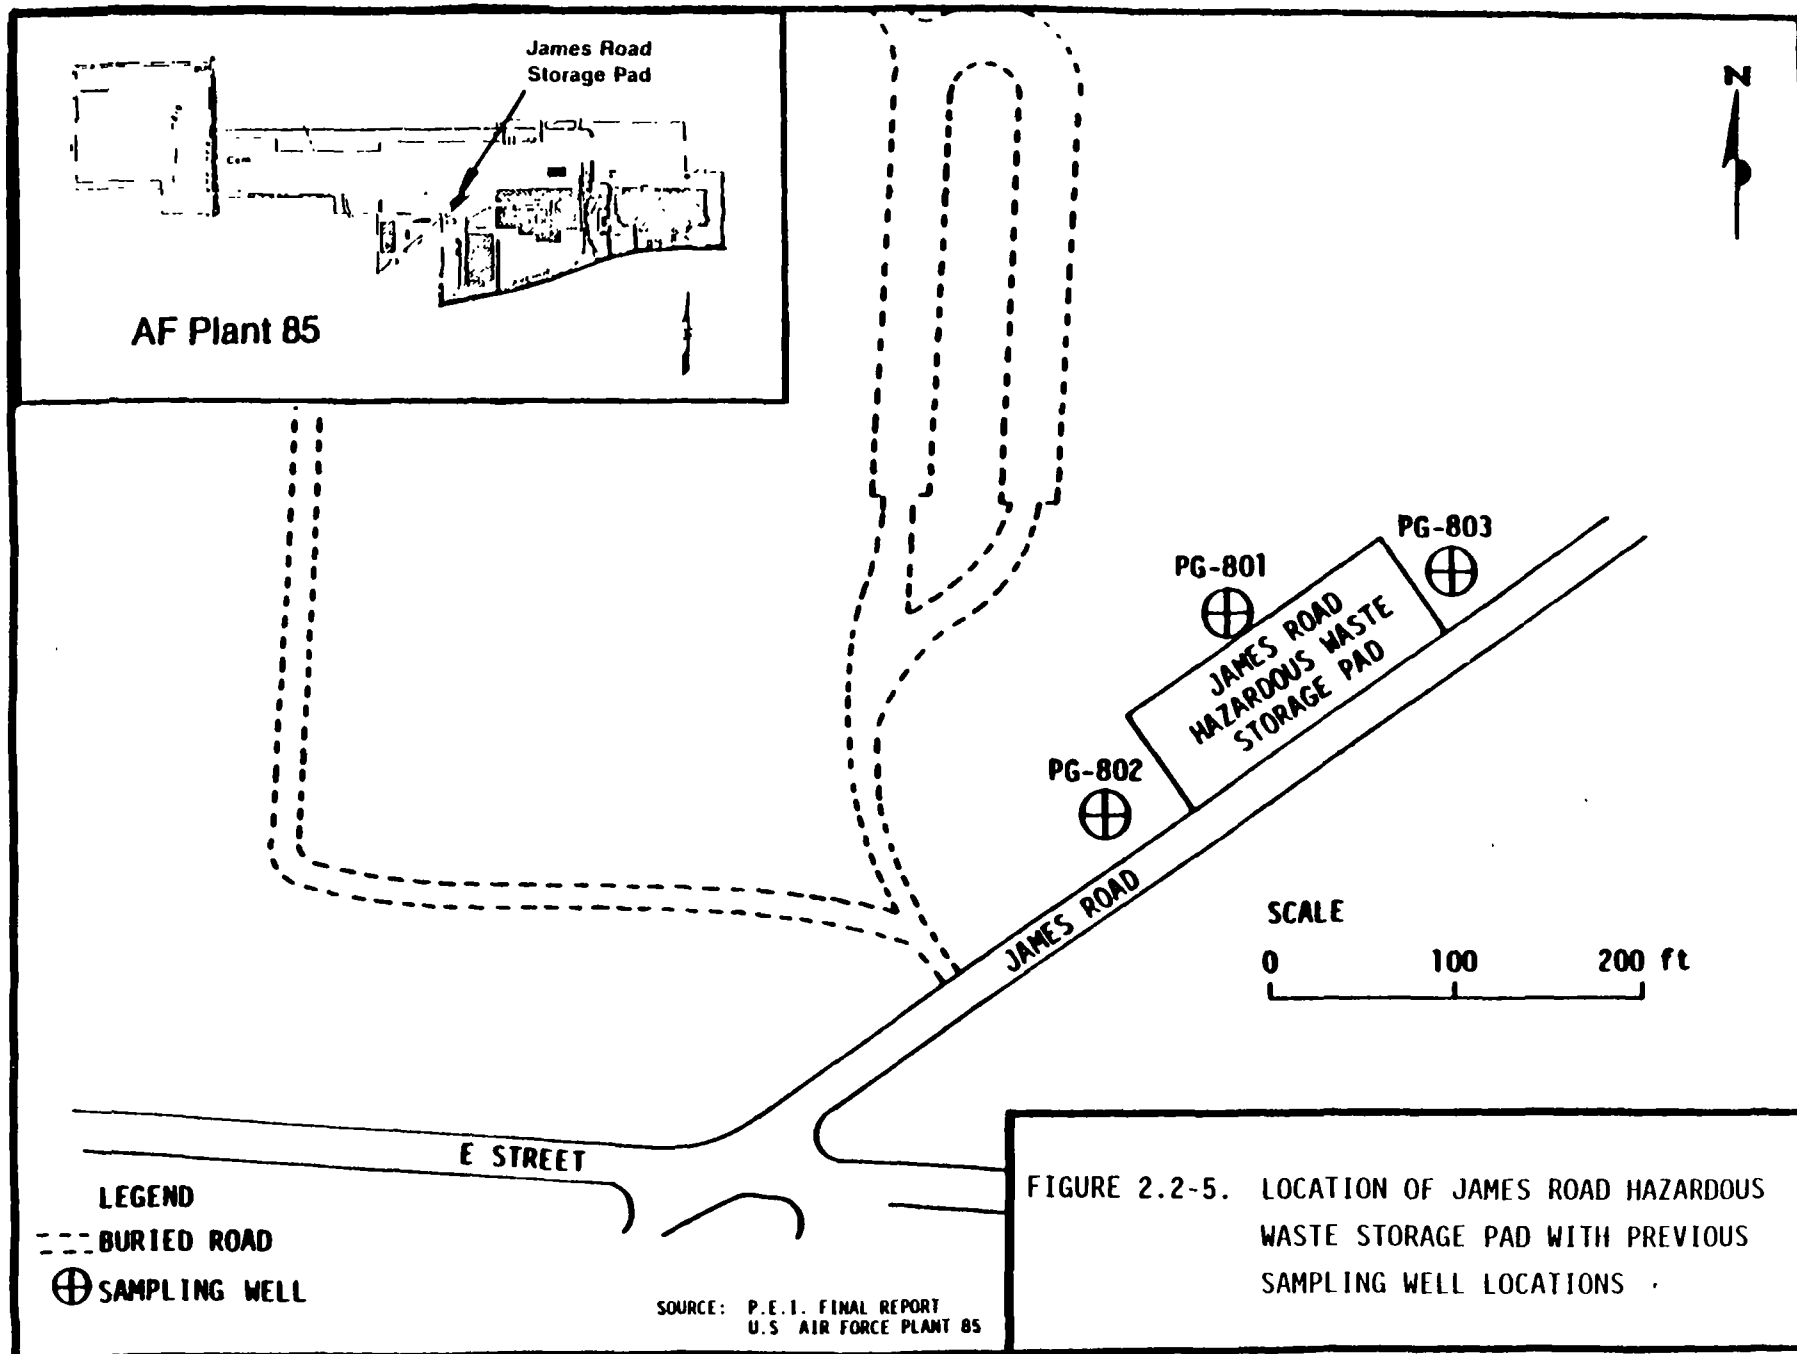 James Road
Storage Pad
Com
AF Plant 85
N
PG-803
PG-801
JAMES ROAD
HAZARDOUS WASTE
STORAGE PAD
PG-802
JAMES ROAD
SCALE
0 100 200 ft
E STREET
LEGEND
BURIED ROAD
SAMPLING WELL
SOURCE: P.E.I. FINAL REPORT
U.S AIR FORCE PLANT 85
FIGURE 2.2-5. LOCATION OF JAMES ROAD HAZARDOUS
WASTE STORAGE PAD WITH PREVIOUS
SAMPLING WELL LOCATIONS